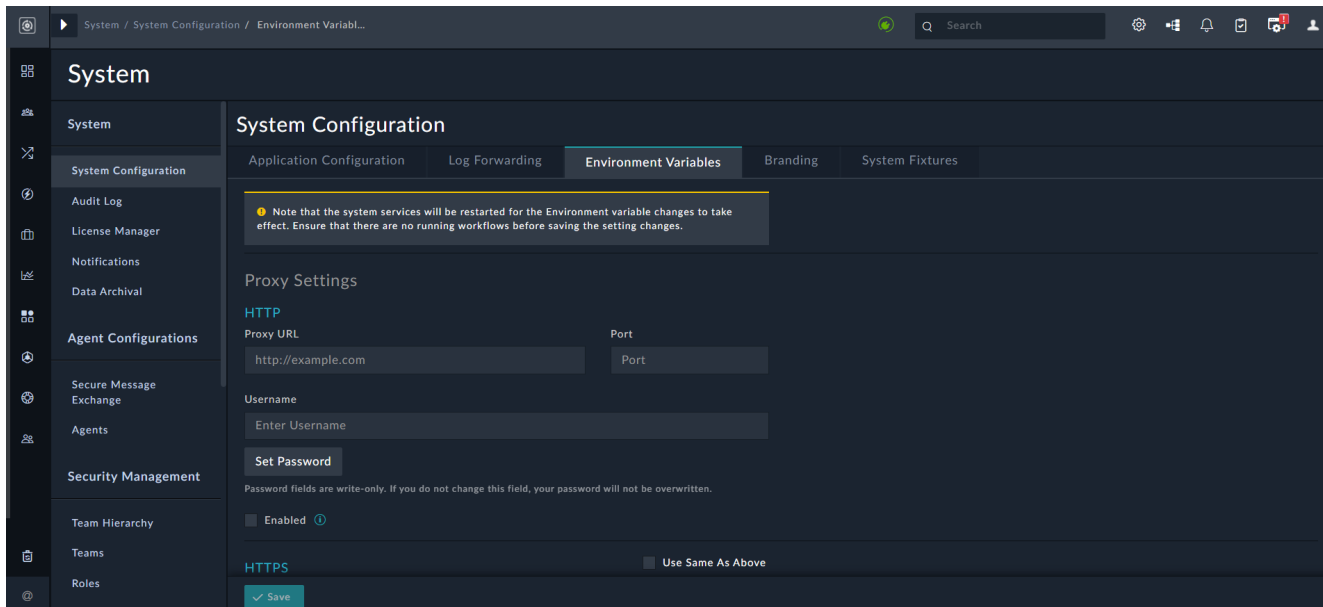 System / System Configuration / Environment Variabl...
Search
System
System
System Configuration
Audit Log
License Manager
Notifications
Data Archival
Agent Configurations
Secure Message
Exchange
Agents
Security Management
Team Hierarchy
Teams
Roles
System Configuration
Application Configuration
Log Forwarding
Environment Variables
Branding
System Fixtures
Note that the system services will be restarted for the Environment variable changes to take
effect. Ensure that there are no running workflows before saving the setting changes.
Proxy Settings
HTTP
Proxy URL
Port
http://example.com
Port
Username
Enter Username
Set Password
Password fields are write-only. If you do not change this field, your password will not be overwritten.
Enabled
HTTPS
Use Same As Above
Save
@